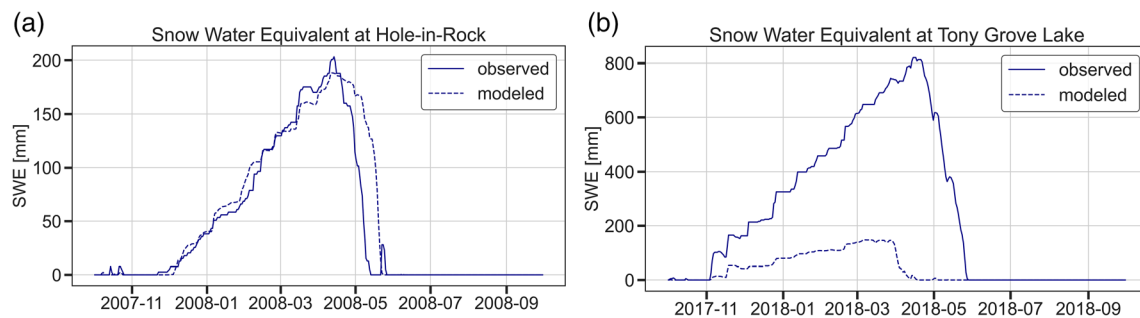 (a)
Snow Water Equivalent at Hole-in-Rock
200
150
100
50
0
SWE [mm]
observed
modeled
2007-11 2008-01 2008-03 2008-05 2008-07 2008-09
(b)
Snow Water Equivalent at Tony Grove Lake
800
600
400
200
0
SWE [mm]
observed
modeled
2017-11 2018-01 2018-03 2018-05 2018-07 2018-09